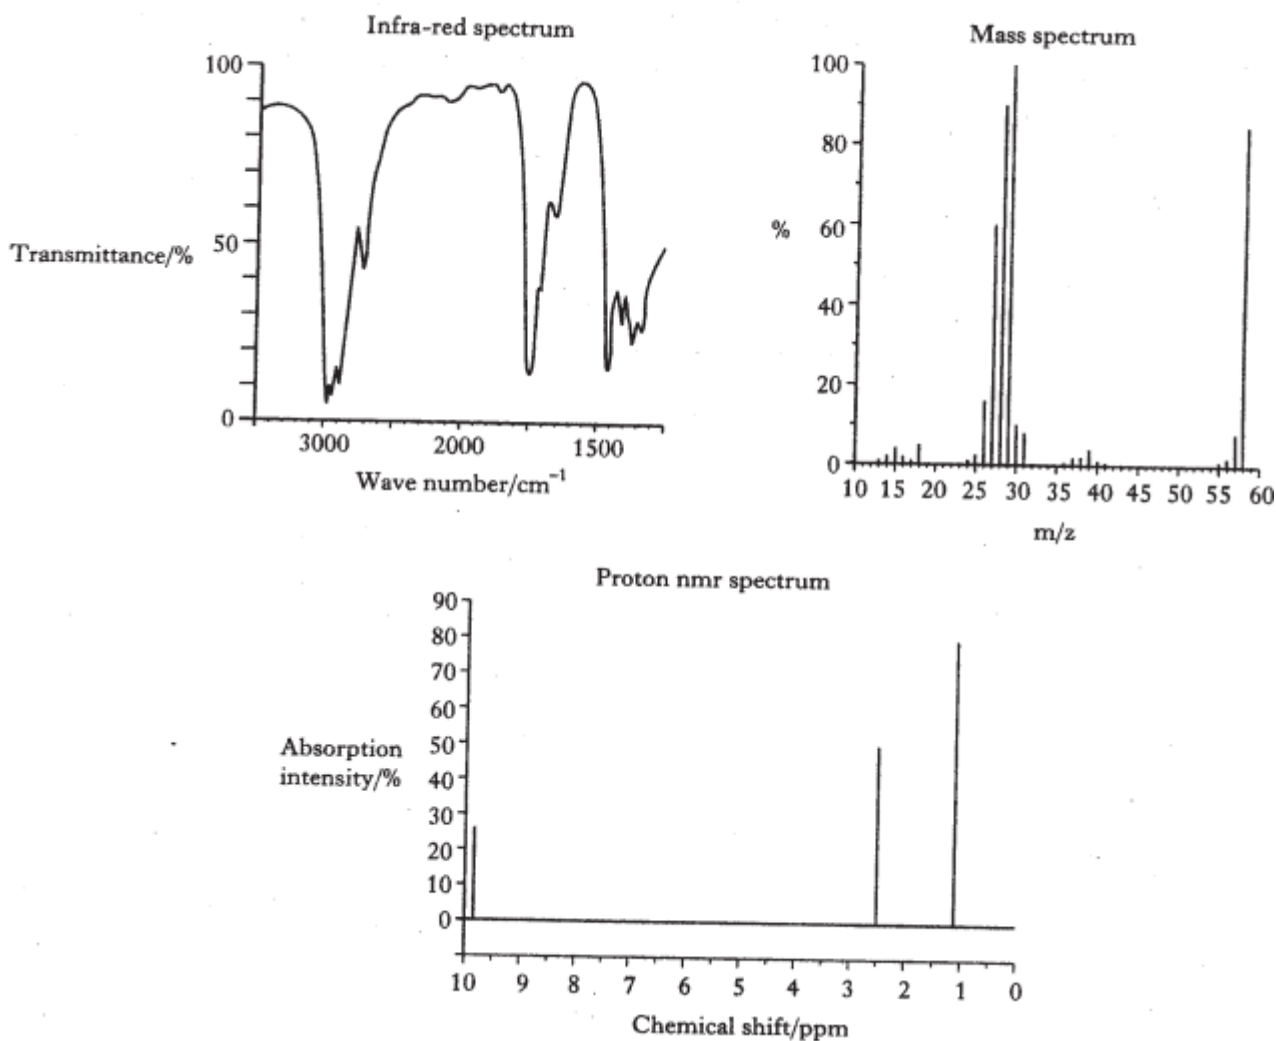 Infra-red spectrum
100
50
0
Transmittance/%
3000 2000 1500
Wave number/cm⁻¹
Mass spectrum
100
80
60
40
20
0
%
10 15 20 25 30 35 40 45 50 55 60
m/z
Proton nmr spectrum
90
80
70
60
50
40
30
20
10
0
Absorption
intensity/%
10 9 8 7 6 5 4 3 2 1 0
Chemical shift/ppm